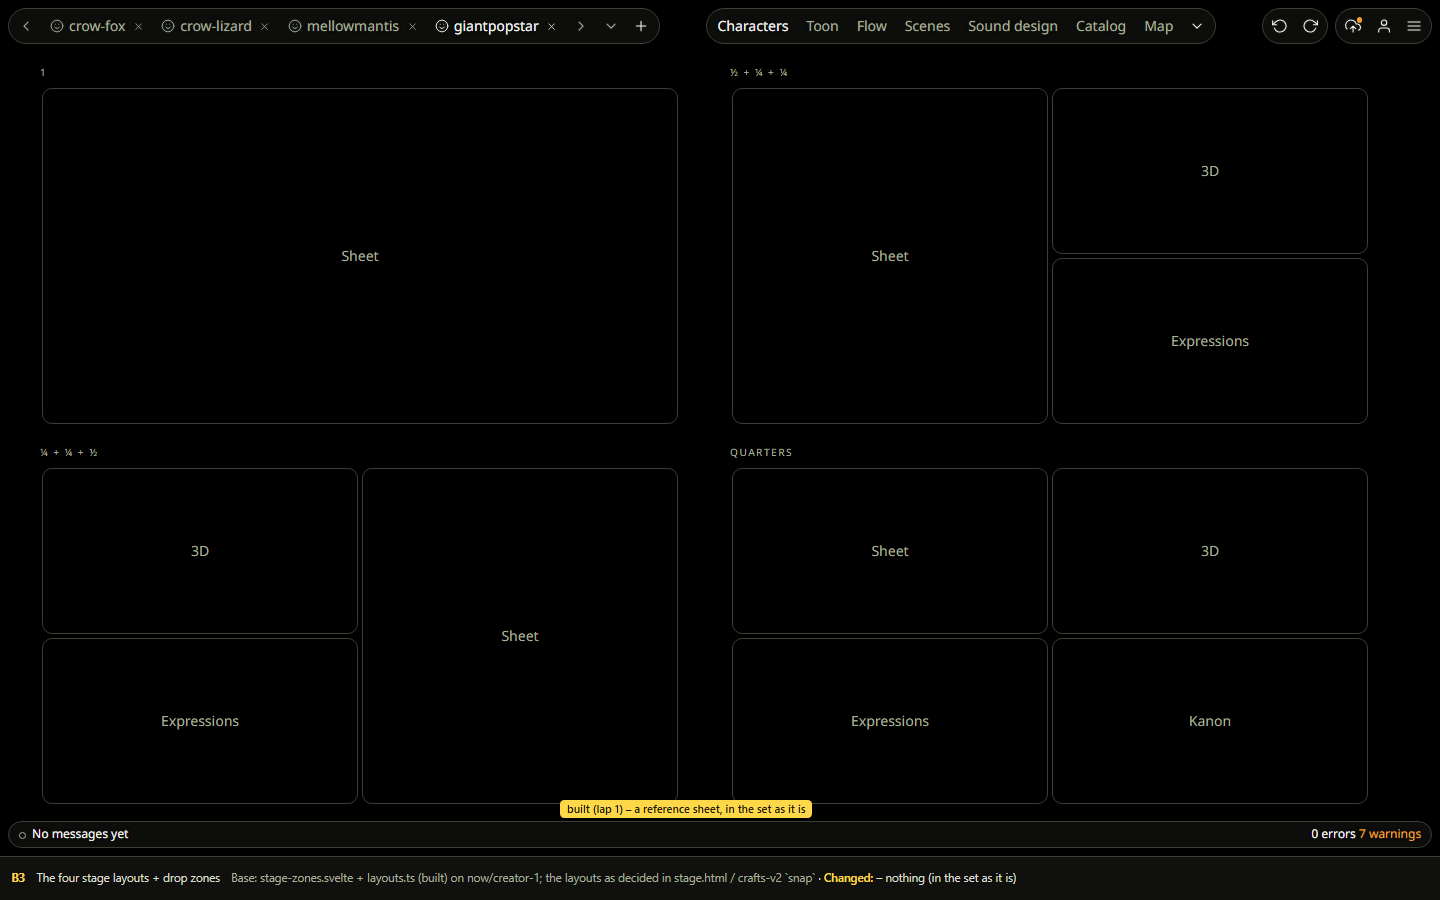 crow-fox crow-lizard mellowmantis giantpopstar
Characters Toon Flow Scenes Sound design Catalog Map
1
Sheet
½ + ¼ + ¼
Sheet
3D
Expressions
¼ + ¼ + ½
3D
Expressions
Sheet
QUARTERS
Sheet
3D
Expressions
Kanon
built (lap 1) – a reference sheet, in the set as it is
No messages yet
0 errors 7 warnings
B3 The four stage layouts + drop zones Base: stage-zones.svelte + layouts.ts (built) on now/creator-1; the layouts as decided in stage.html / crafts-v2 `snap` · Changed: – nothing (in the set as it is)